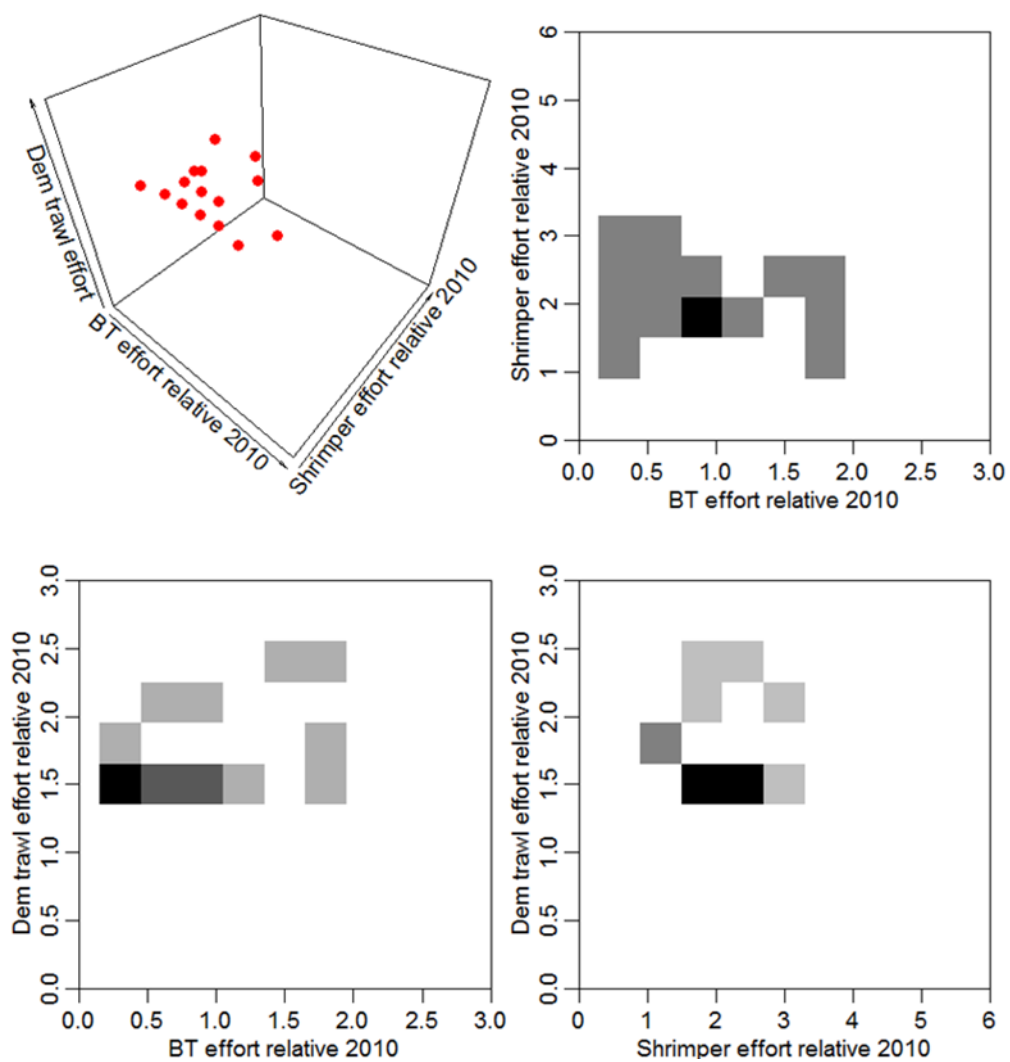 Dem trawl effort
BT effort relative 2010
Shrimper effort relative 2010
Shrimper effort relative 2010
6
5
4
3
2
1
0
0.0 0.5 1.0 1.5 2.0 2.5 3.0
BT effort relative 2010
Dem trawl effort relative 2010
3.0
2.5
2.0
1.5
1.0
0.5
0.0
0.0 0.5 1.0 1.5 2.0 2.5 3.0
BT effort relative 2010
Dem trawl effort relative 2010
3.0
2.5
2.0
1.5
1.0
0.5
0.0
0 1 2 3 4 5 6
Shrimper effort relative 2010